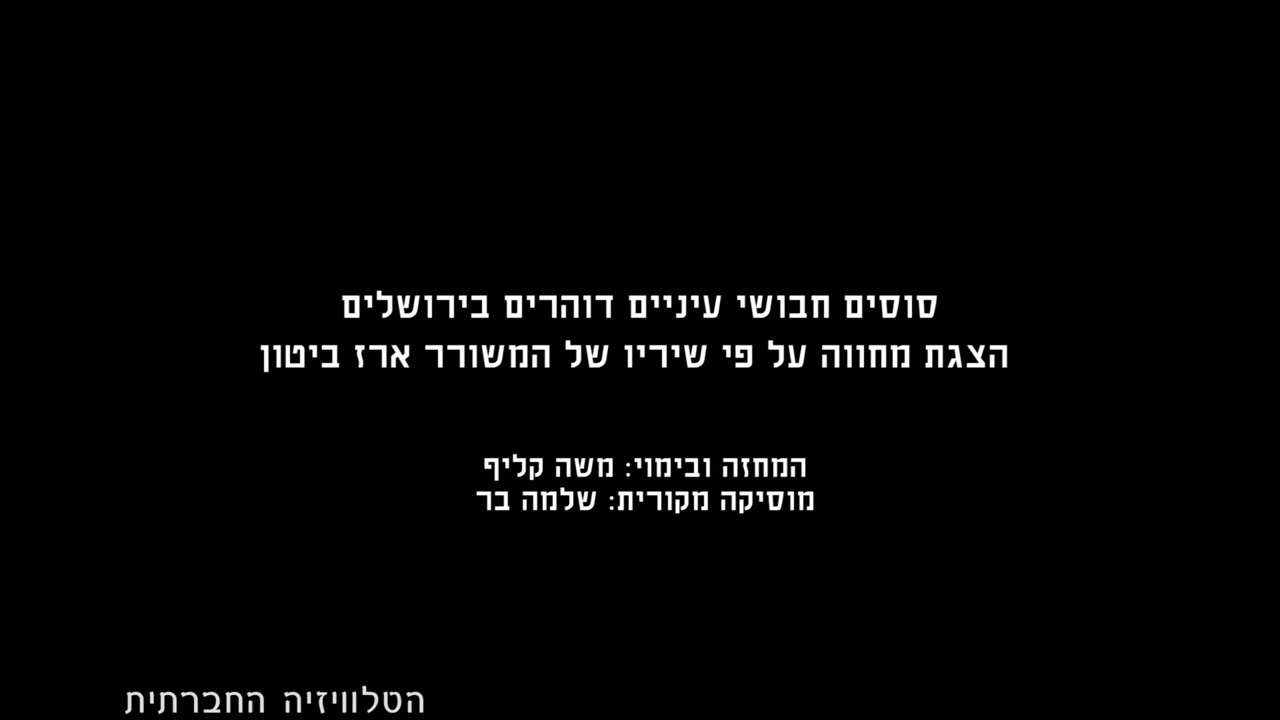 סוסים חבושי עיניים דוהרים בירושלים
הצגת מחווה על פי שיריו של המשורר ארז ביטון
המחזה ובימוי: משה קליף
מוסיקה מקורית: שלמה בר
הטלוויזיה החברתית